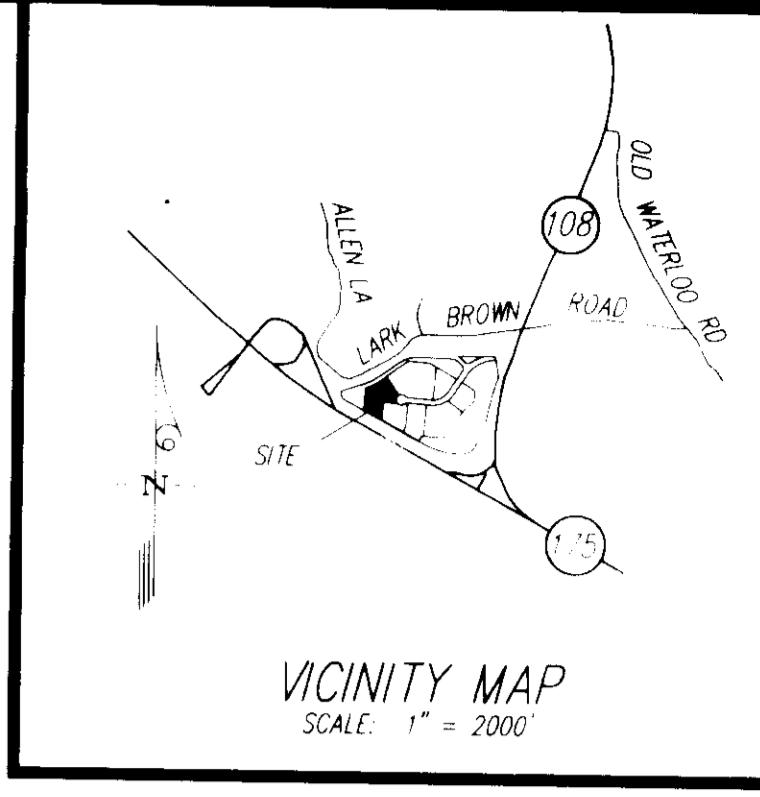 OLD WATERLOO RD
108
ALLEN LA
LARK BROWN ROAD
SITE
N
175
VICINITY MAP
SCALE: 1" = 2000'